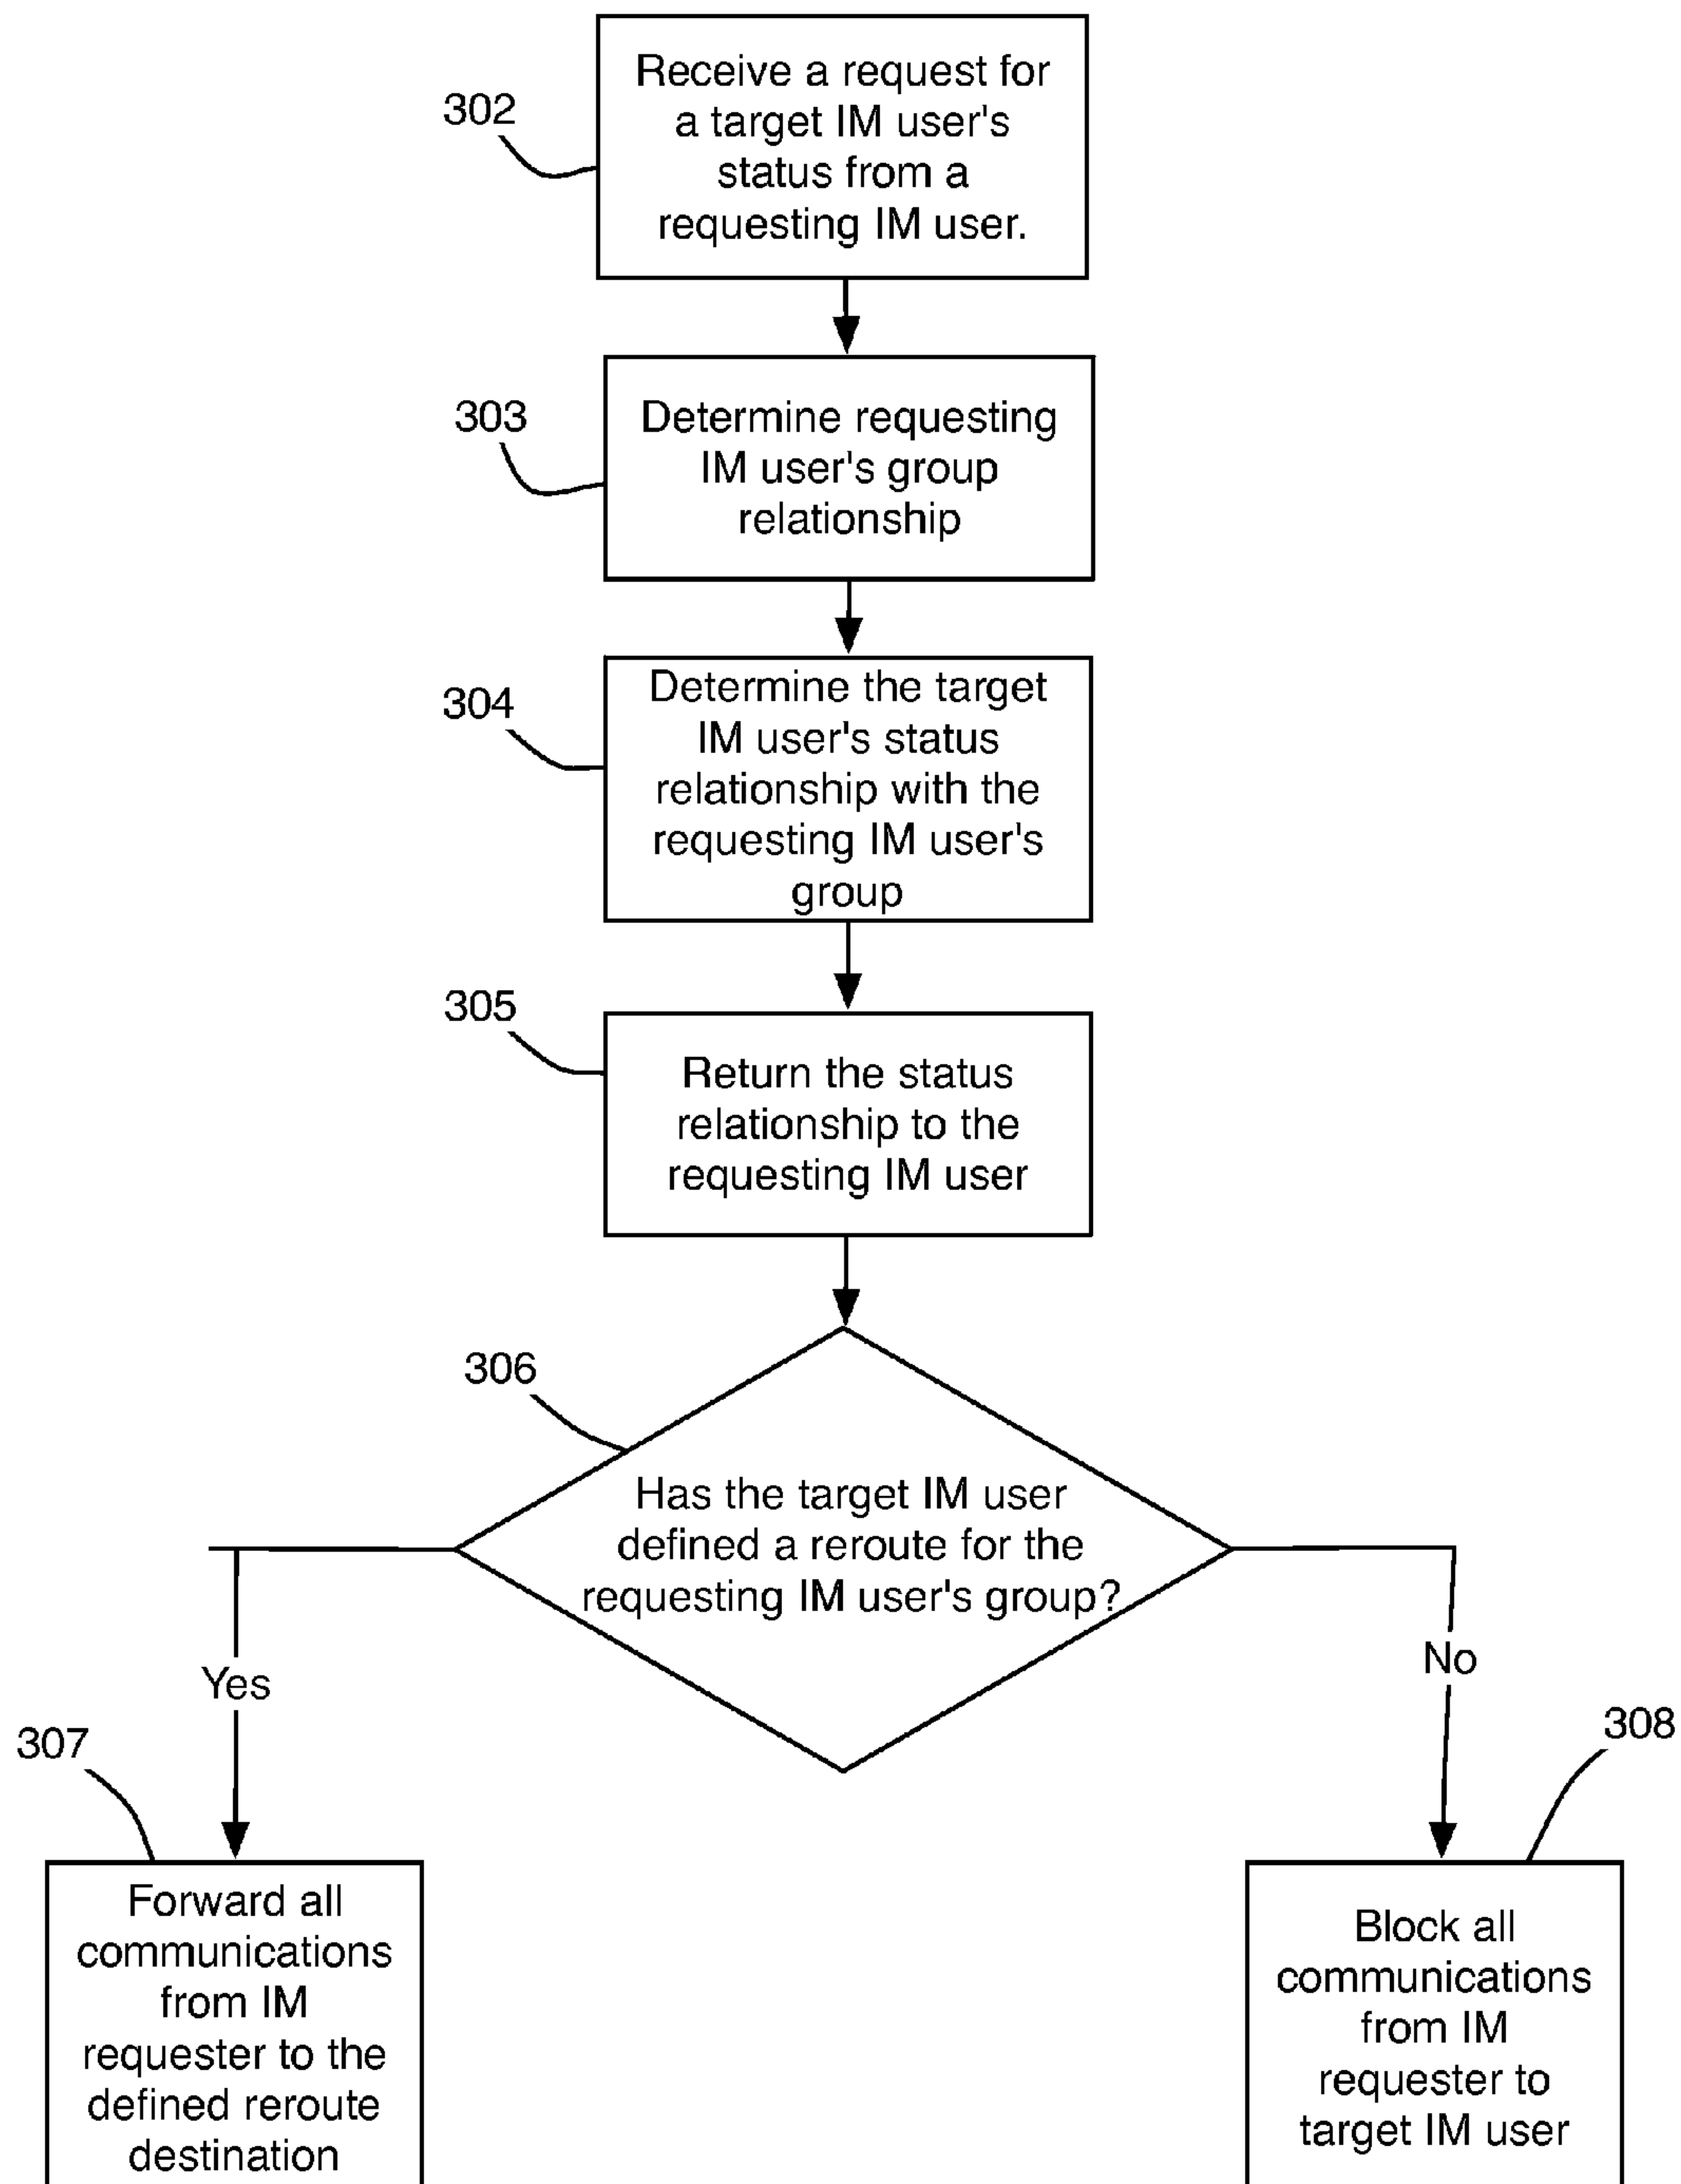 302
Receive a request for
a target IM user's
status from a
requesting IM user.
303
Determine requesting
IM user's group
relationship
304
Determine the target
IM user's status
relationship with the
requesting IM user's
group
305
Return the status
relationship to the
requesting IM user
306
Has the target IM user
defined a reroute for the
requesting IM user's group?
Yes
No
307
Forward all
communications
from IM
requester to the
defined reroute
destination
308
Block all
communications
from IM
requester to
target IM user